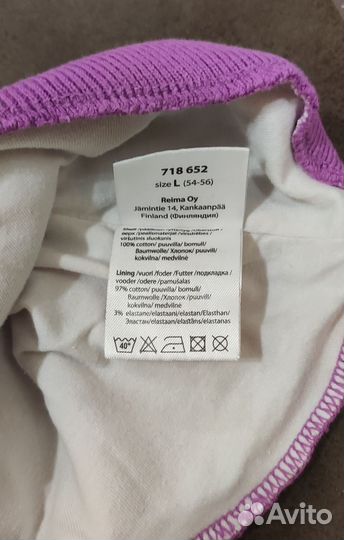 718 652
size L (54-56)
Reima Oy
Jämintie 14, Kankaanpää
Finland (Финляндия)
100% cotton/ puuvilla/ bomull/
Baumwolle/ Хлопок/ puuvill/
kokvilna/ medvilnė
Lining/vuori /foder /Futter /подкладка /
vooder /odere/ pamušalas
97% cotton/ puuvilla/ bomull/
Baumwolle /Хлопок /puuvill/
kokvilna/ medvilnė
3% elastane/elastaani/elastan/Elasthan/
Эластан/elastaan/elastāns/elastanas
40°
Avito